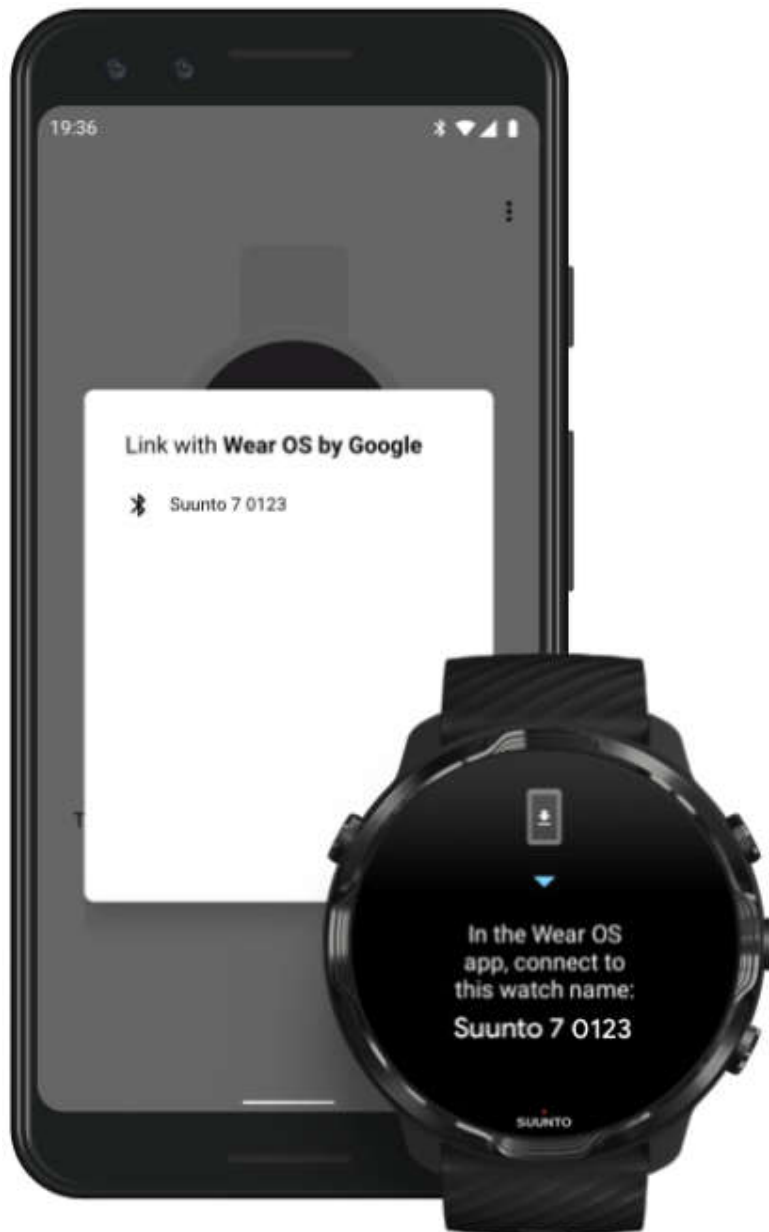 19:36
Link with Wear OS by Google
Suunto 7 0123
T
In the Wear OS
app, connect to
this watch name:
Suunto 7 0123
SUUNTO